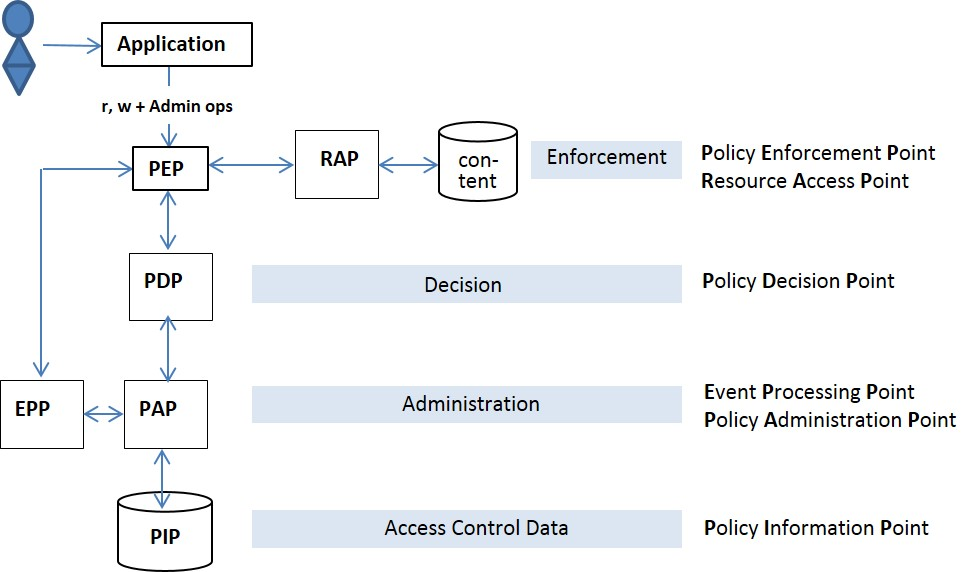 Application
r, w + Admin ops
PEP
RAP
con-
tent
Enforcement
Policy Enforcement Point
Resource Access Point
PDP
Decision
Policy Decision Point
EPP
PAP
Administration
Event Processing Point
Policy Administration Point
PIP
Access Control Data
Policy Information Point